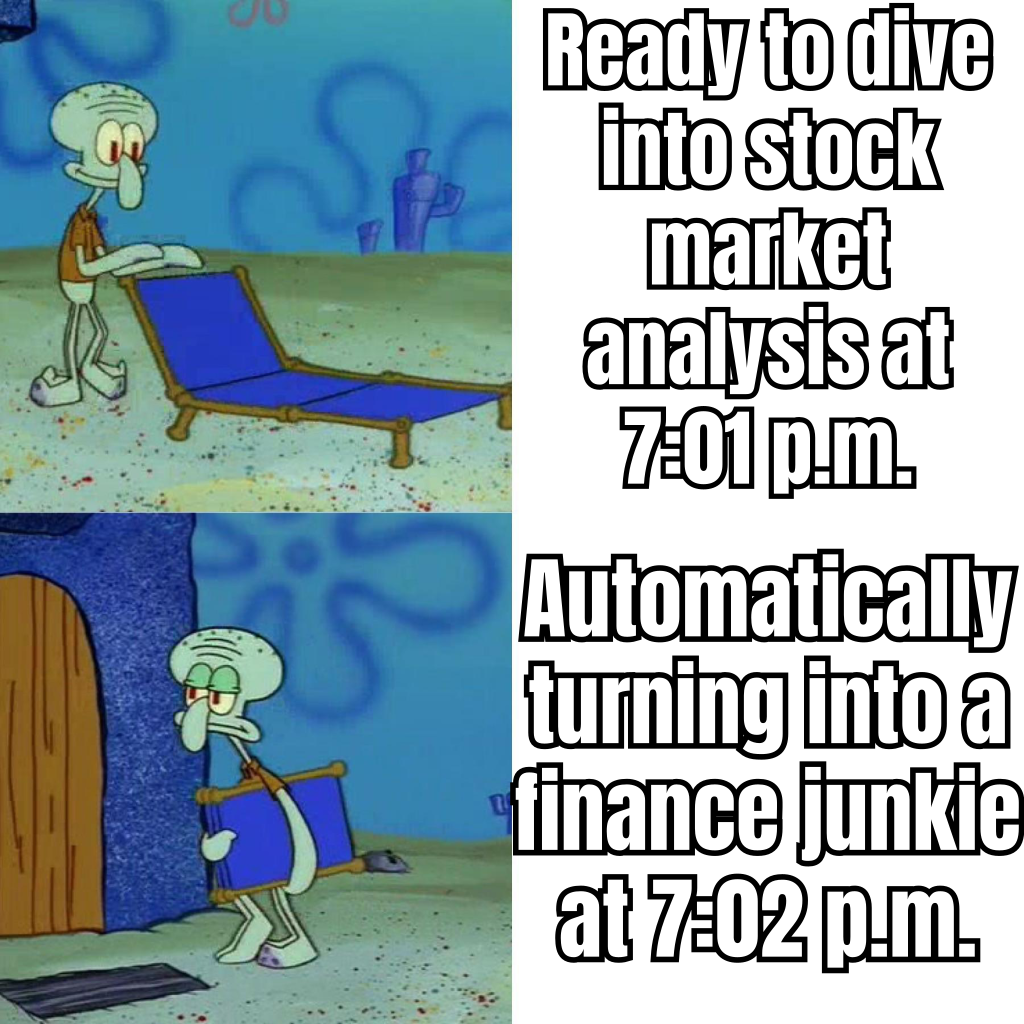 Ready to dive
into stock
market
analysis at
7:01 p.m.
Automatically
turning into a
finance junkie
at 7:02 p.m.